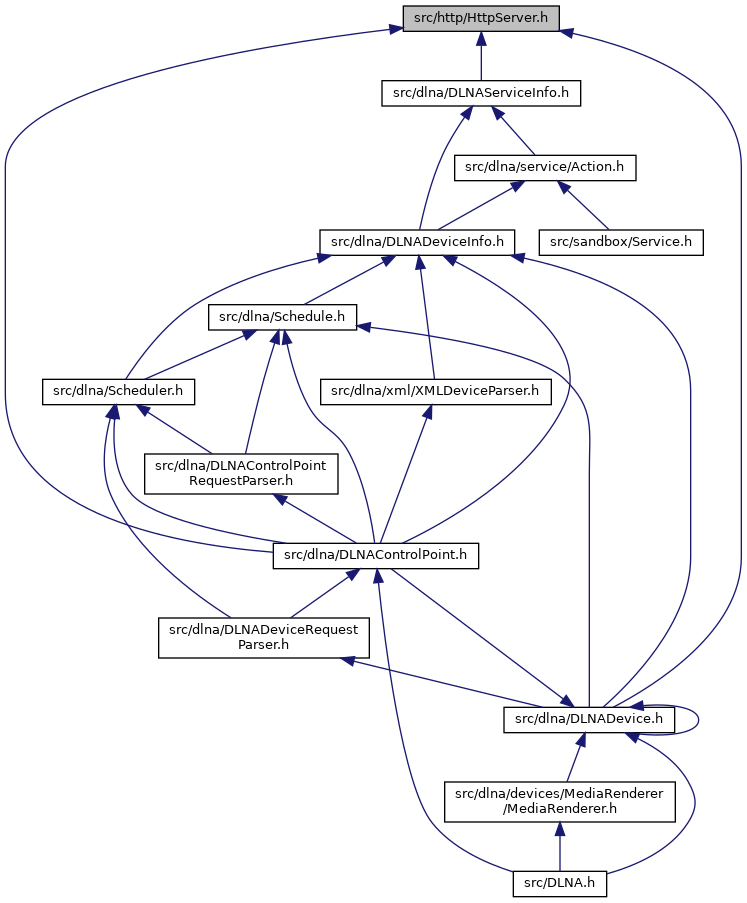 src/http/HttpServer.h
src/dlna/DLNAServiceInfo.h
src/dlna/service/Action.h
src/dlna/DLNADeviceInfo.h
src/sandbox/Service.h
src/dlna/Schedule.h
src/dlna/Scheduler.h
src/dlna/xml/XMLDeviceParser.h
src/dlna/DLNAControlPoint
RequestParser.h
src/dlna/DLNAControlPoint.h
src/dlna/DLNADeviceRequest
Parser.h
src/dlna/DLNADevice.h
src/dlna/devices/MediaRenderer
/MediaRenderer.h
src/DLNA.h